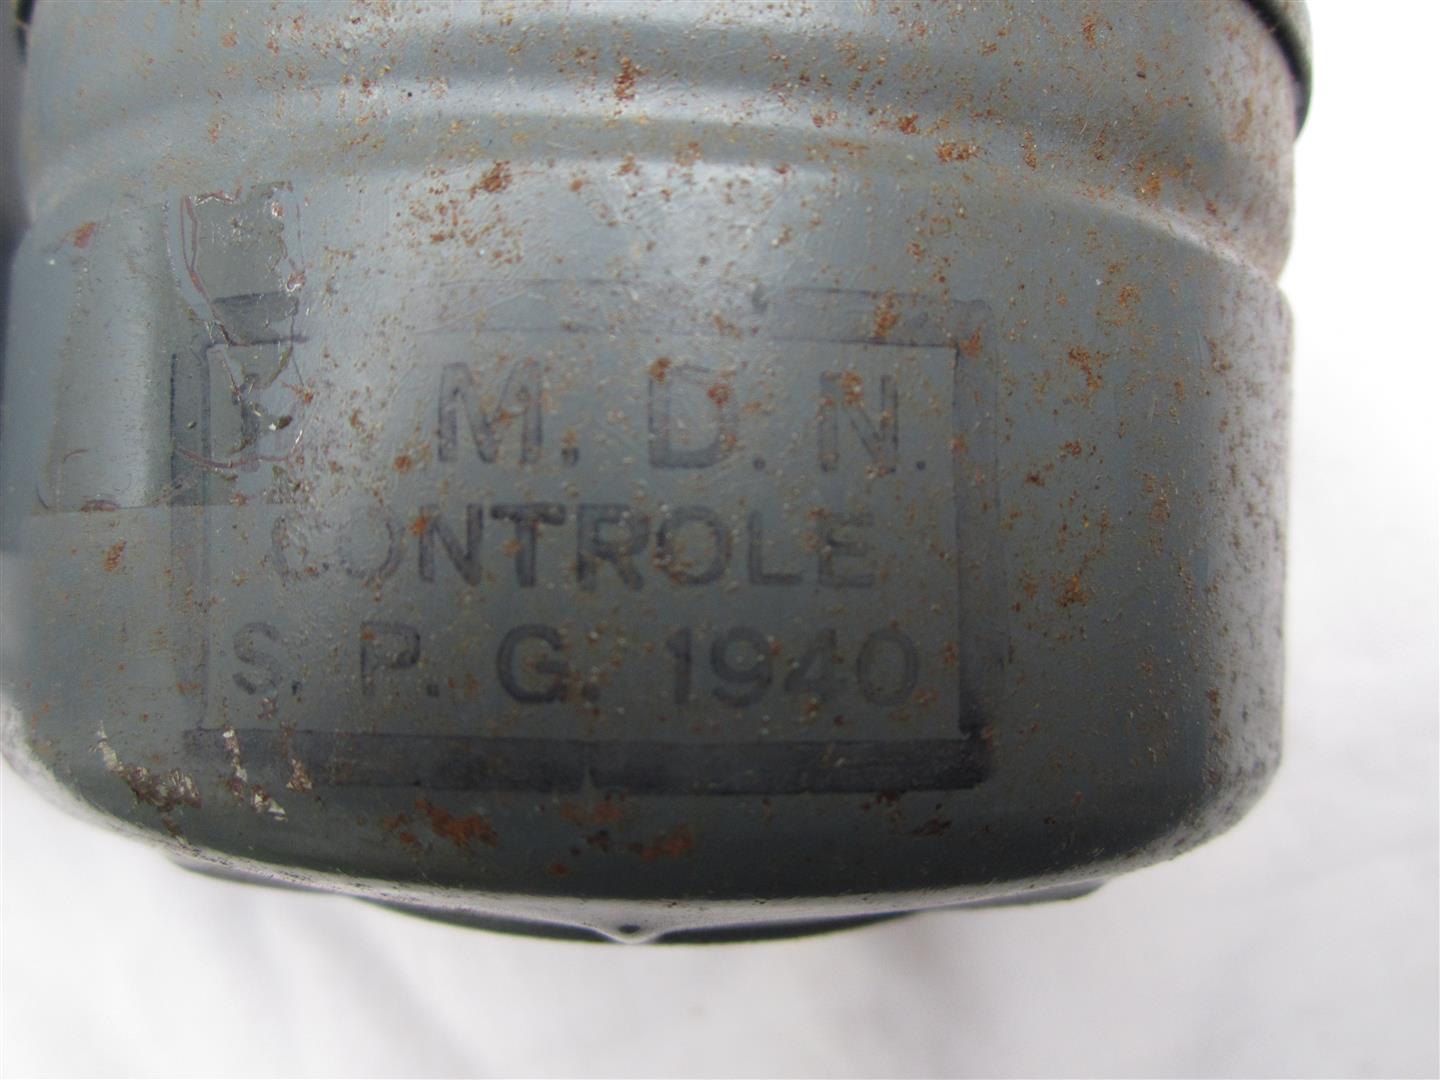 M. D. N.
CONTROLE
S. P. G. 1940